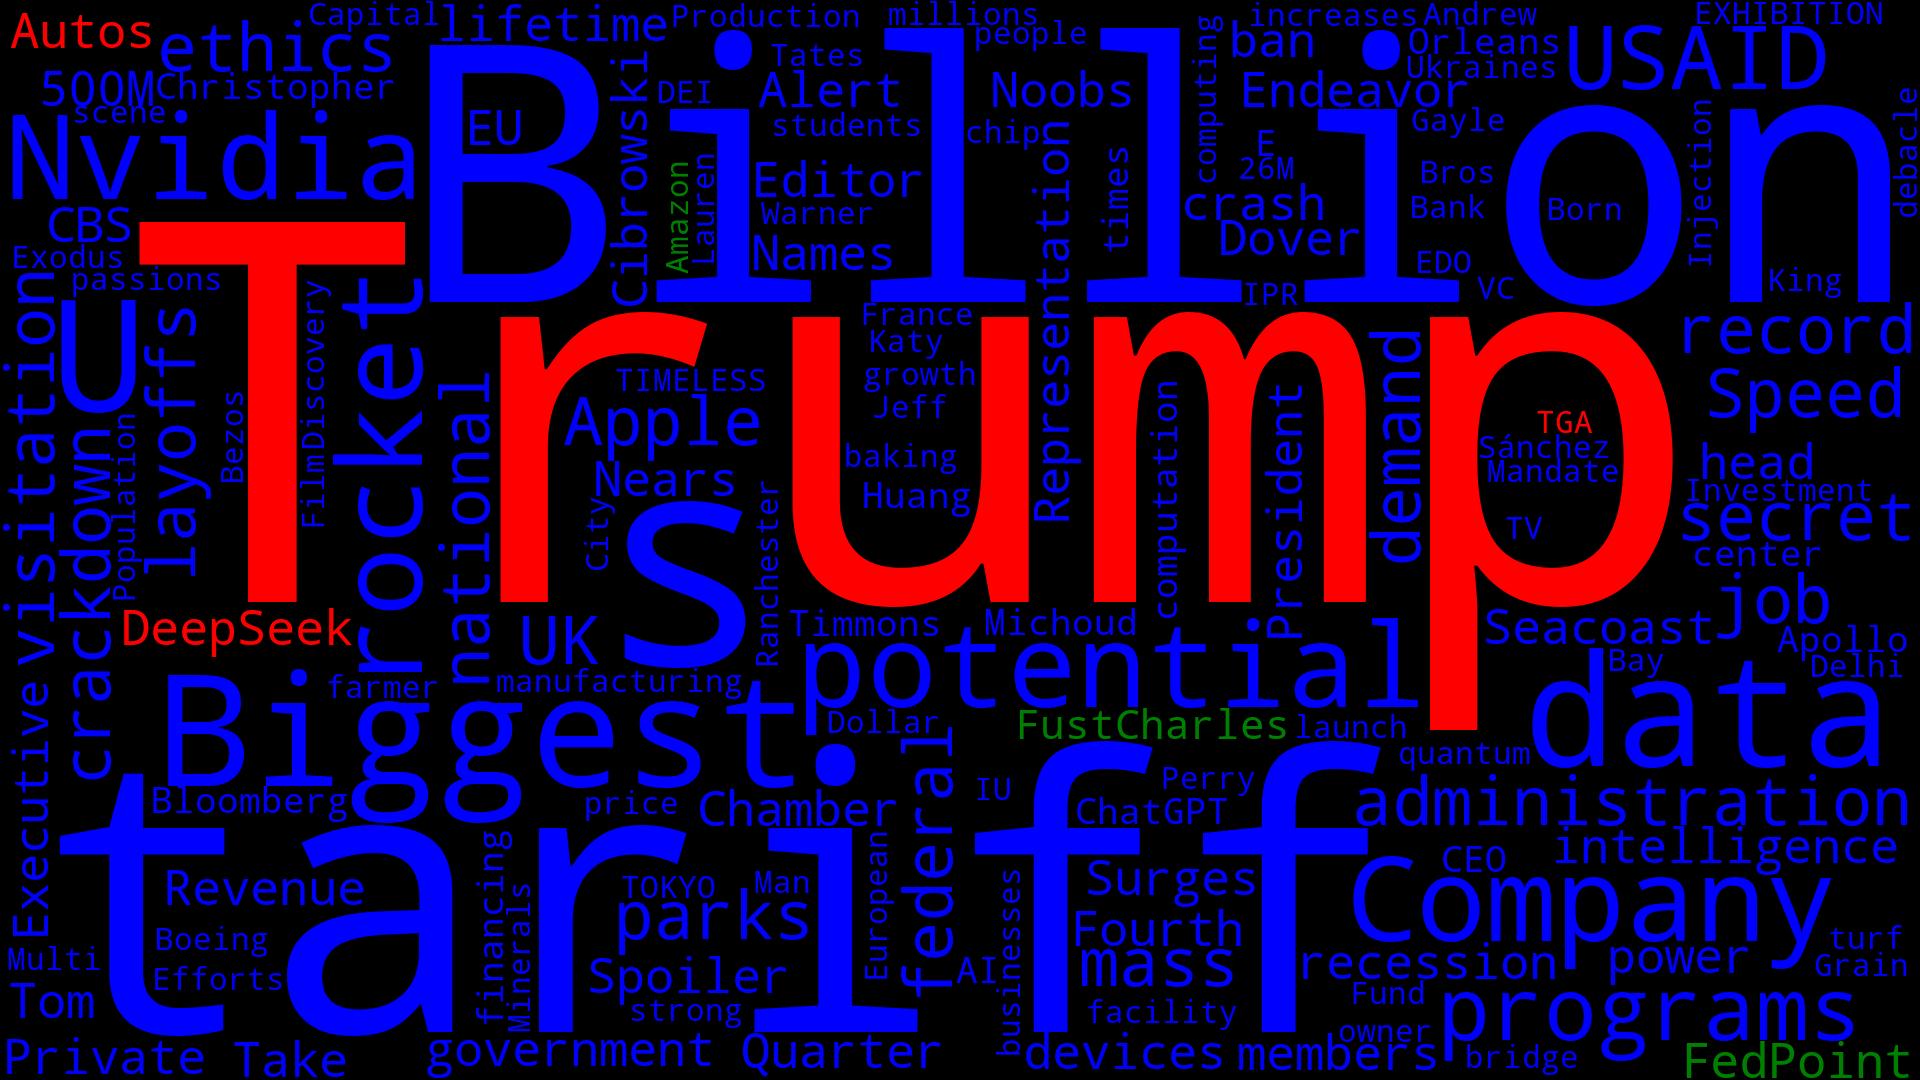 Autos
Capital
lifetime
Production
millions
people
computing
increases
Andrew
EXHIBITION
ethics
500M
Christopher
scene
Nvidia
Billion
EU
Cibrowski
DEI
Tates
Alert
students
Noobs
chip
ban
Orleans
Ukraines
Endeavor
USAID
Gayle
debacle
Injection
Amazon
Lauren
Editor
Warner
Names
Representation
times
E
26M
crash
Dover
Bros
Bank
Born
EDO
VC
IPR
King
CBS
Exodus
passions
Trump
visitation
U
layoffs
Bezos
Discovery
Film
rocket
national
TIMELESS
Apple
Nears
City
s
Ranchester
France
Katy
growth
Jeff
baking
Huang
computation
President
demand
TGA
Sánchez
Mandate
TV
record
Speed
head
Investment
secret
center
job
crackdown
Population
DeepSeek
UK
Timmons
Michoud
Seacoast
Apollo
Bay
Delhi
Executive
farmer
manufacturing
potential
data
Biggest
Dollar
FustCharles
launch
quantum
Bloomberg
price
Chamber
federal
IU
Perry
ChatGPT
administration
tariff
.
Revenue
financing
Minerals
TOKYO
Man
parks
European
Surges
CEO
intelligence
Company
Boeing
Efforts
Multi
Tom
Spoiler
strong
AI
businesses
Fourth
mass
facility
recession
power
turf
Grain
Fund
owner
programs
Private
Take
government
Quarter
devices
members
bridge
FedPoint